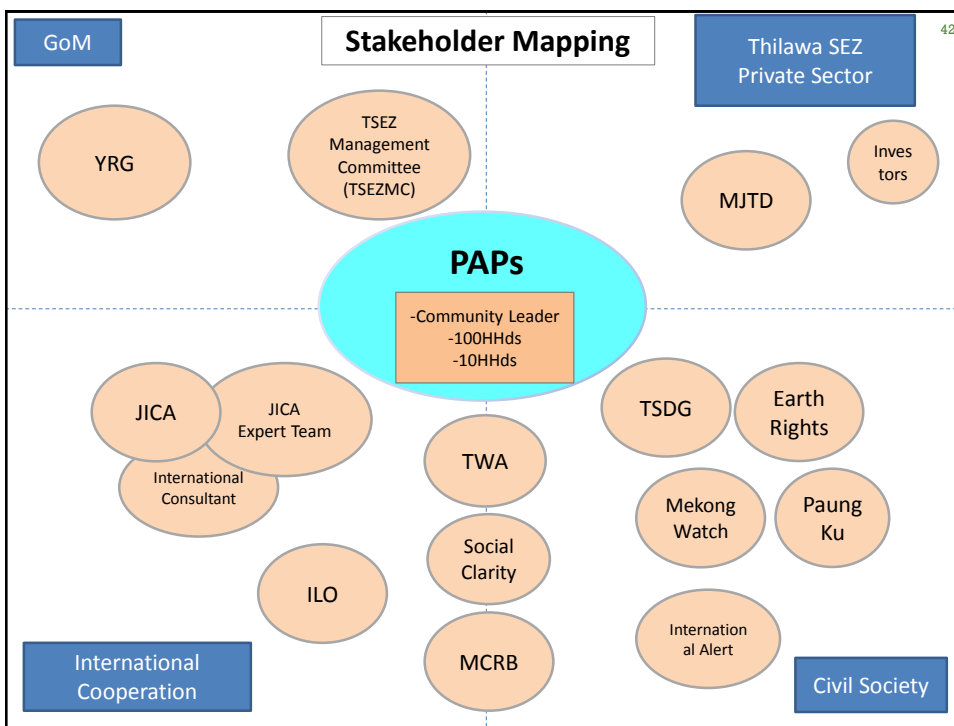 GoM
Stakeholder Mapping
Thilawa SEZ
Private Sector
42
YRG
TSEZ
Management
Committee
(TSEZMC)
MJTD
Inves
tors
PAPs
-Community Leader
-100HHds
-10HHds
JICA
JICA
Expert Team
International
Consultant
ILO
TWA
Social
Clarity
MCRB
TSDG
Earth
Rights
Mekong
Watch
Paung
Ku
Internation
al Alert
International
Cooperation
Civil Society